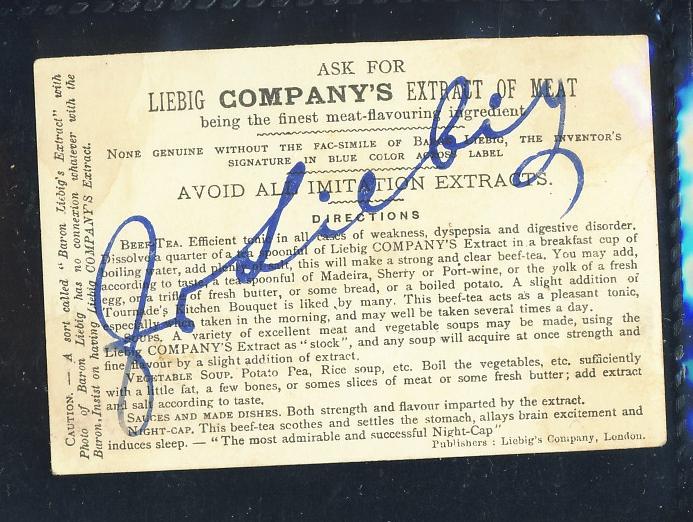 ASK FOR
LIEBIG COMPANY'S EXTRACT OF MEAT
being the finest meat-flavouring ingredient
NONE GENUINE WITHOUT THE FAC-SIMILE OF BARON LIEBIG, THE INVENTOR'S
SIGNATURE IN BLUE COLOR ACROSS LABEL
AVOID ALL IMITATION EXTRACTS.
DIRECTIONS
BEEF-TEA. Efficient tonic in all cases of weakness, dyspepsia and digestive disorder.
Dissolve a quarter of a tea spoonful of Liebig COMPANY'S Extract in a breakfast cup of
boiling water, add plenty of salt, this will make a strong and clear beef-tea. You may add,
according to taste, a tea spoonful of Madeira, Sherry or Port-wine, or the yolk of a fresh
egg, or a trifle of fresh butter, or some bread, or a boiled potato. A slight addition of
Tournade's Kitchen Bouquet is liked by many. This beef-tea acts as a pleasant tonic,
especially when taken in the morning, and may well be taken several times a day.
SOUPS. A variety of excellent meat and vegetable soups may be made, using the
Liebig COMPANY'S Extract as "stock", and any soup will acquire at once strength and
fine flavour by a slight addition of extract.
VEGETABLE SOUP. Potato Pea, Rice soup, etc. Boil the vegetables, etc. sufficiently
with a little fat, a few bones, or somes slices of meat or some fresh butter; add extract
and salt according to taste.
SAUCES AND MADE DISHES. Both strength and flavour imparted by the extract.
NIGHT-CAP. This beef-tea soothes and settles the stomach, allays brain excitement and
induces sleep. — "The most admirable and successful Night-Cap"
Publishers : Liebig's Company, London.
CAUTION. — A sort called "Baron Liebig's Extract" with
Photo of Baron Liebig has no connexion whatever with the
Baron. Insist on having Liebig COMPANY'S Extract.
J. v. Liebig